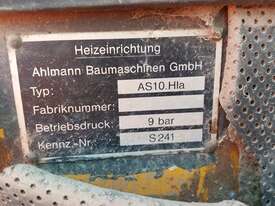 Heizeinrichtung
Ahlmann Baumaschinen GmbH
Typ: AS10.Hla
Fabriknummer:
Betriebsdruck: 9 bar
Kennz.-Nr. S241